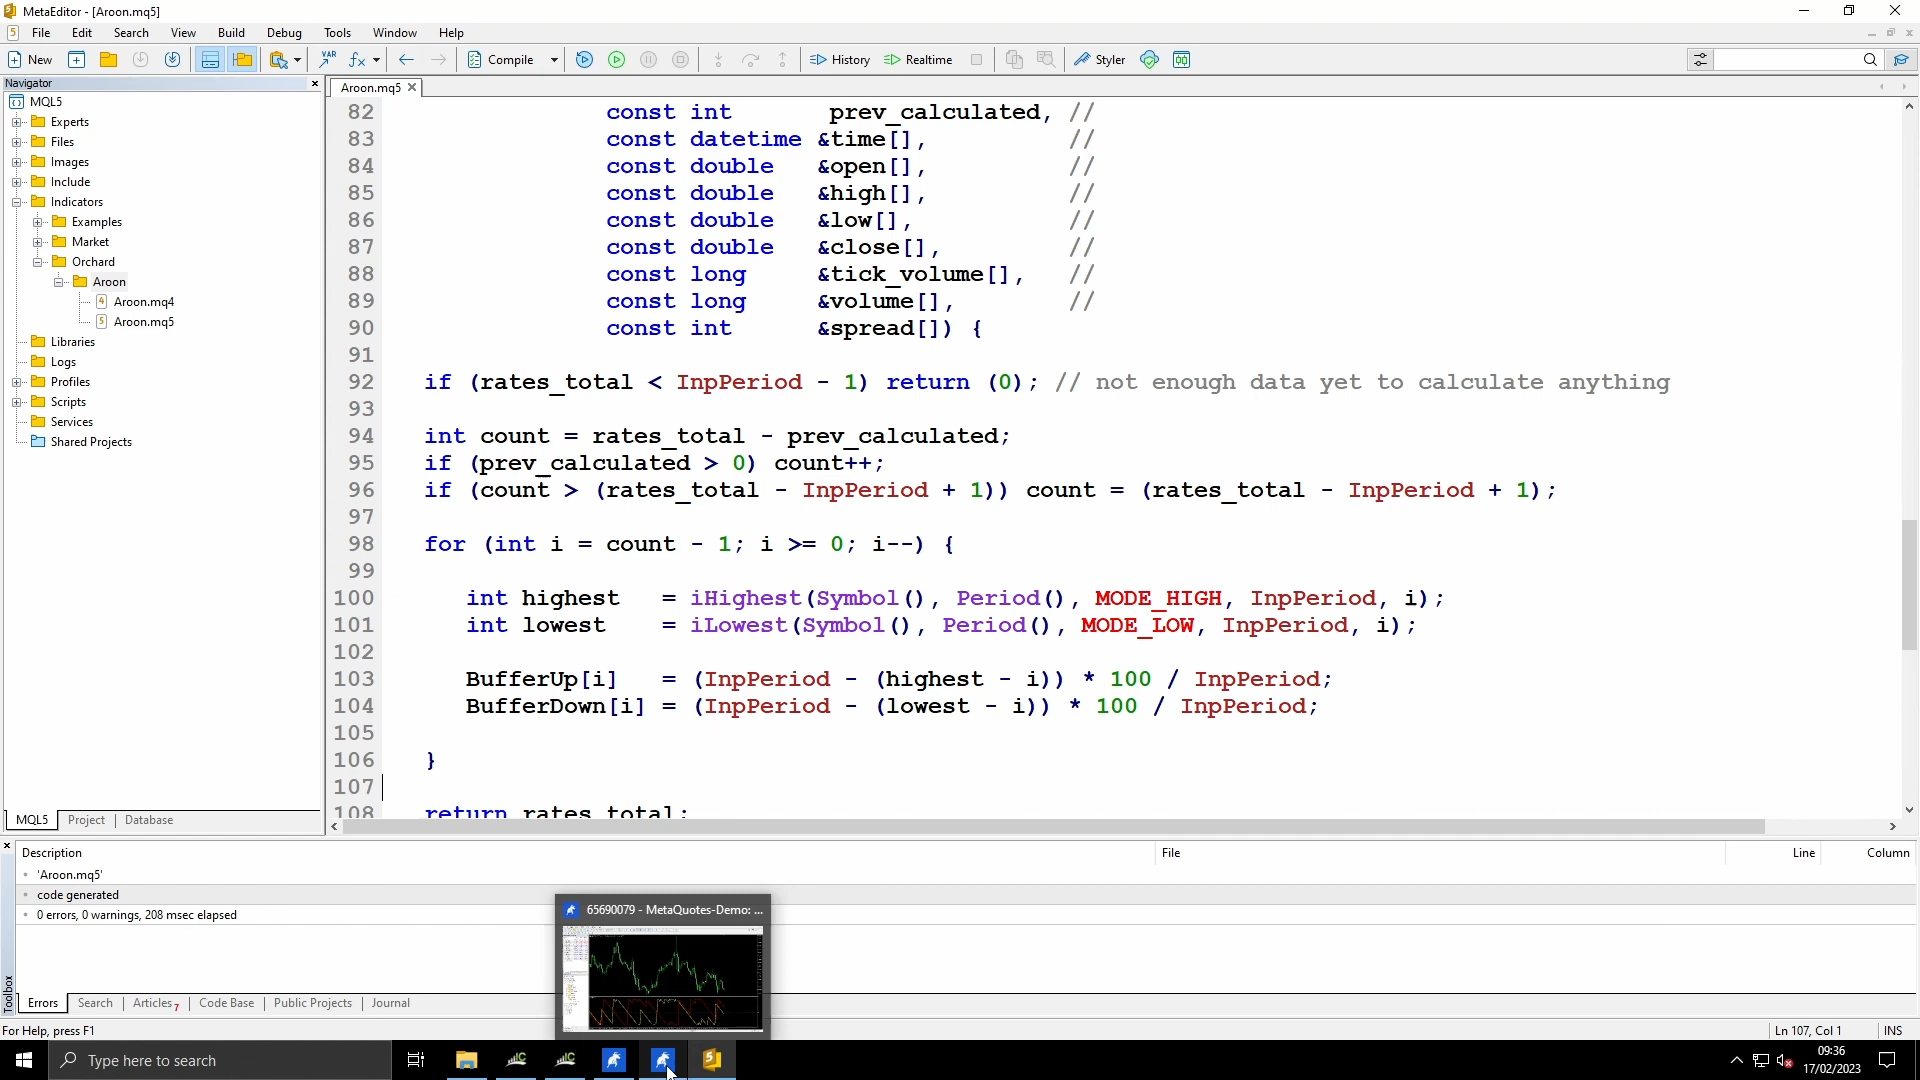 MetaEditor - [Aroon.mq5]
File Edit Search View Build Debug Tools Window Help
New VAR Compile History Realtime Styler
Navigator
MQL5
Experts
Files
Images
Include
Indicators
Examples
Market
Orchard
Aroon
Aroon.mq4
Aroon.mq5
Libraries
Logs
Profiles
Scripts
Services
Shared Projects
MQL5 Project Database
Aroon.mq5
82 const int prev_calculated, //
83 const datetime &time[], //
84 const double &open[], //
85 const double &high[], //
86 const double &low[], //
87 const double &close[], //
88 const long &tick_volume[], //
89 const long &volume[], //
90 const int &spread[]) {
91
92 if (rates_total < InpPeriod - 1) return (0); // not enough data yet to calculate anything
93
94 int count = rates_total - prev_calculated;
95 if (prev_calculated > 0) count++;
96 if (count > (rates_total - InpPeriod + 1)) count = (rates_total - InpPeriod + 1);
97
98 for (int i = count - 1; i >= 0; i--) {
99
100 int highest = iHighest(Symbol(), Period(), MODE_HIGH, InpPeriod, i);
101 int lowest = iLowest(Symbol(), Period(), MODE_LOW, InpPeriod, i);
102
103 BufferUp[i] = (InpPeriod - (highest - i)) * 100 / InpPeriod;
104 BufferDown[i] = (InpPeriod - (lowest - i)) * 100 / InpPeriod;
105
106 }
107
108 return rates_total;
Description File Line Column
'Aroon.mq5'
code generated
0 errors, 0 warnings, 208 msec elapsed
65690079 - MetaQuotes-Demo: ...
Toolbox
Errors Search Articles 7 Code Base Public Projects Journal
For Help, press F1 Ln 107, Col 1 INS
Type here to search
09:36
17/02/2023